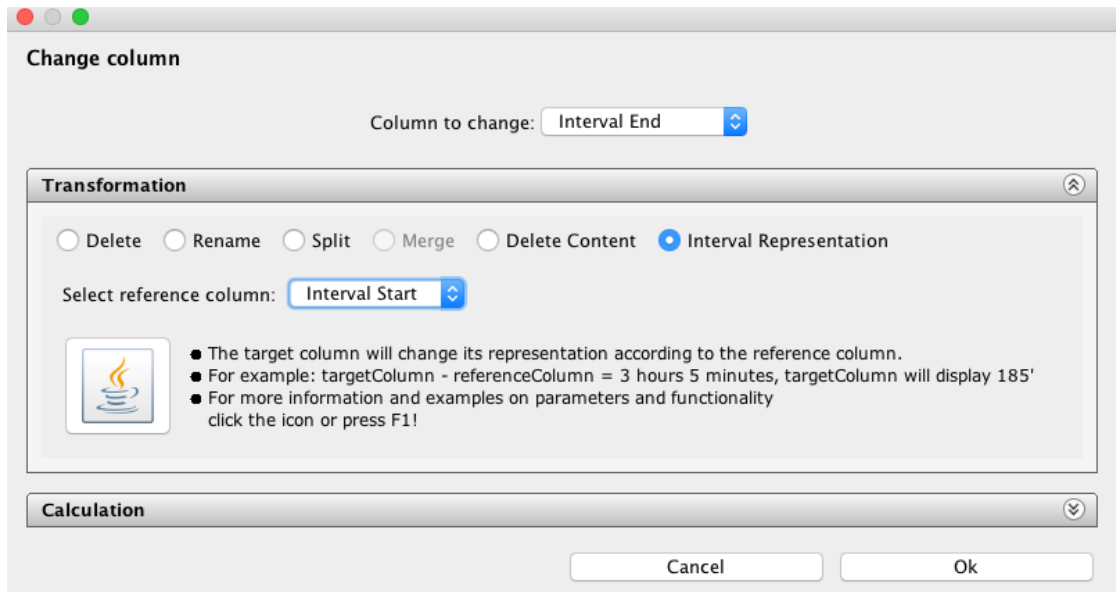 Change column
Column to change: Interval End
Transformation
Delete Rename Split Merge Delete Content Interval Representation
Select reference column: Interval Start
● The target column will change its representation according to the reference column.
● For example: targetColumn - referenceColumn = 3 hours 5 minutes, targetColumn will display 185'
● For more information and examples on parameters and functionality
click the icon or press F1!
Calculation
Cancel Ok